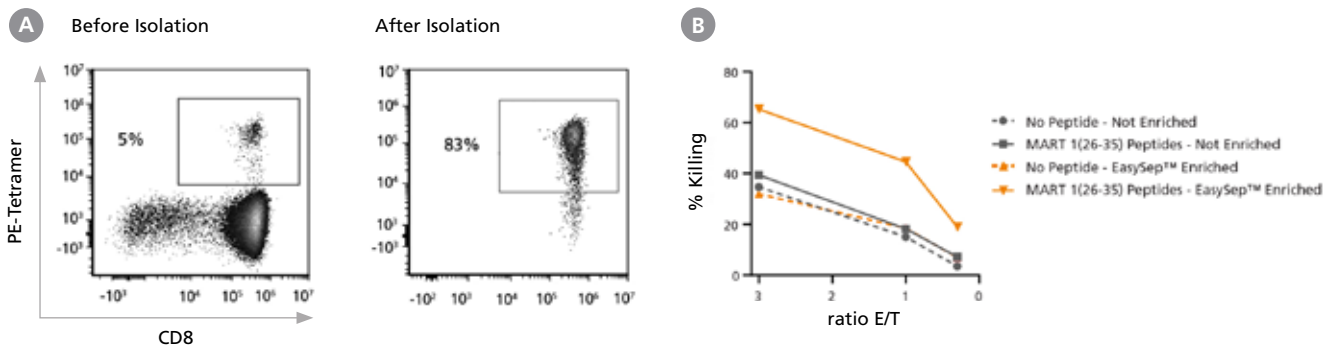 A
Before Isolation
After Isolation
B
PE-Tetramer
10⁷
10⁶
10⁵
10⁴
10³
-10³
5%
-10³
10⁴
10⁵
10⁶
10⁷
10⁷
10⁶
10⁵
10⁴
10³
-10³
83%
-10²
10³
10⁴
10⁵
10⁶
10⁷
CD8
% Killing
80
60
40
20
0
3
2
1
0
ratio E/T
No Peptide - Not Enriched
MART 1(26-35) Peptides - Not Enriched
No Peptide - EasySep™ Enriched
MART 1(26-35) Peptides - EasySep™ Enriched